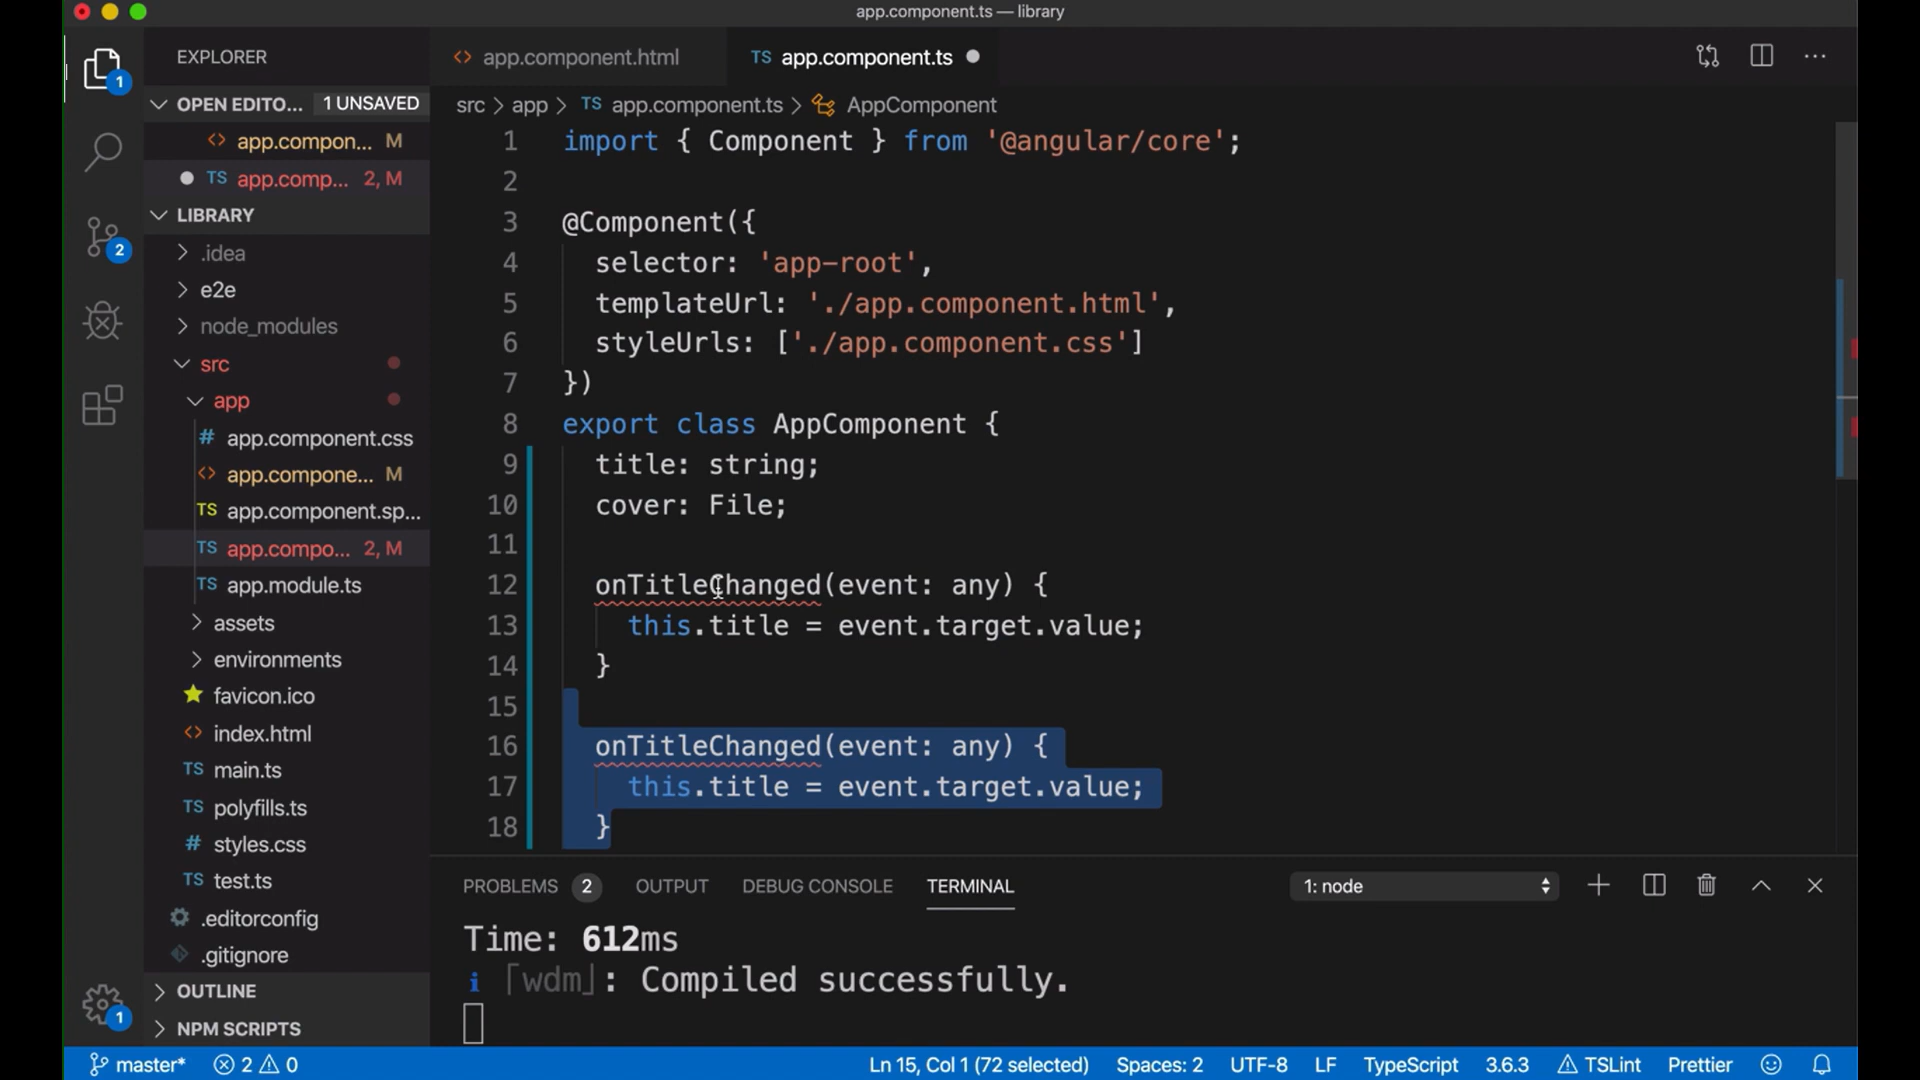 app.component.ts — library
EXPLORER
app.component.html
TS app.component.ts
OPEN EDITO...
1 UNSAVED
src > app > TS app.component.ts > AppComponent
<> app.compon... M
TS app.comp... 2, M
LIBRARY
.idea
e2e
node_modules
src
app
# app.component.css
<> app.compone... M
TS app.component.sp...
TS app.compo... 2, M
TS app.module.ts
assets
environments
favicon.ico
<> index.html
TS main.ts
TS polyfills.ts
# styles.css
TS test.ts
.editorconfig
.gitignore
OUTLINE
NPM SCRIPTS
1
2
1
1 import { Component } from '@angular/core';
2
3 @Component({
4 selector: 'app-root',
5 templateUrl: './app.component.html',
6 styleUrls: ['./app.component.css']
7 })
8 export class AppComponent {
9 title: string;
10 cover: File;
11
12 onTitleChanged(event: any) {
13 this.title = event.target.value;
14 }
15
16 onTitleChanged(event: any) {
17 this.title = event.target.value;
18 }
PROBLEMS 2 OUTPUT DEBUG CONSOLE TERMINAL 1: node
Time: 612ms
i ｢wdm｣: Compiled successfully.
master* 2 0 Ln 15, Col 1 (72 selected) Spaces: 2 UTF-8 LF TypeScript 3.6.3 TSLint Prettier